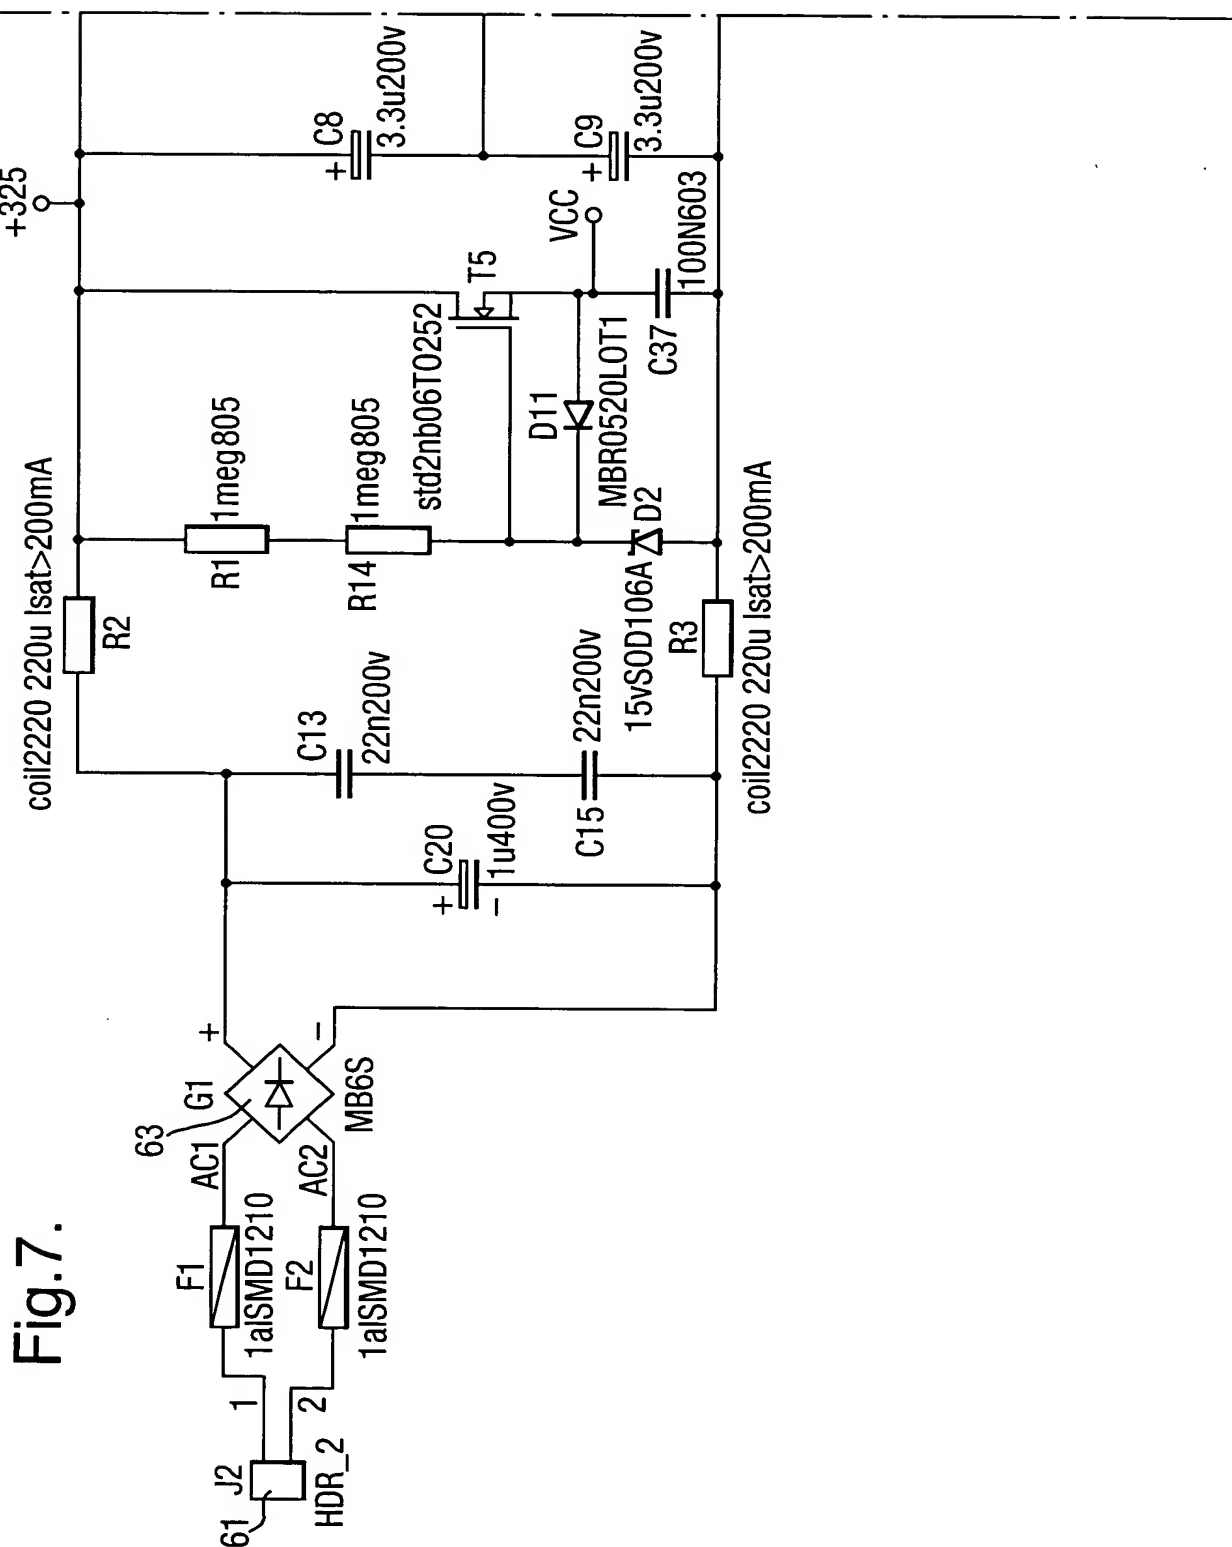 Fig.7.
61
J2
HDR_2
1
2
F1
1aISMD1210
F2
1aISMD1210
AC1
AC2
63
G1
MB6S
+
-
+
C20
-
1u400v
C13
22n200v
C15
22n200v
coil2220 220u Isat>200mA
R2
R1
1meg805
R14
1meg805
std2nb06TO252
T5
D11
MBR0520LOT1
D2
15vSOD106A
R3
coil2220 220u Isat>200mA
VCC
C37
100N603
+325
+
C8
3.3u200v
+
C9
3.3u200v